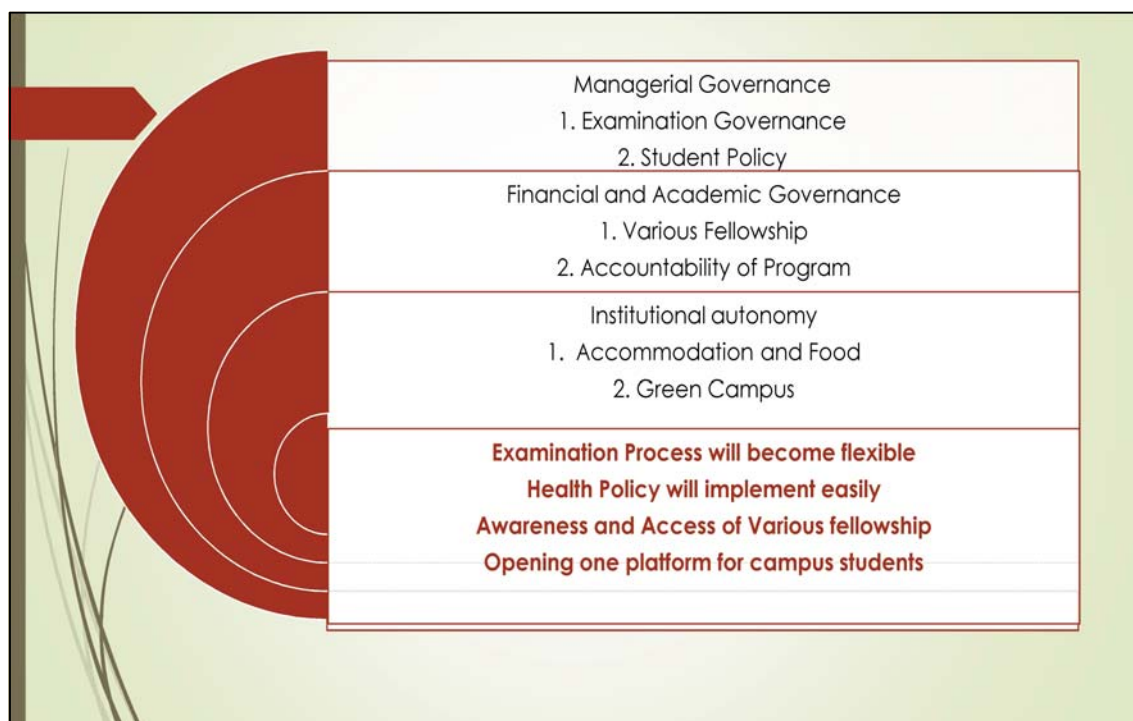 Managerial Governance
1. Examination Governance
2. Student Policy
Financial and Academic Governance
1. Various Fellowship
2. Accountability of Program
Institutional autonomy
1. Accommodation and Food
2. Green Campus
Examination Process will become flexible
Health Policy will implement easily
Awareness and Access of Various fellowship
Opening one platform for campus students